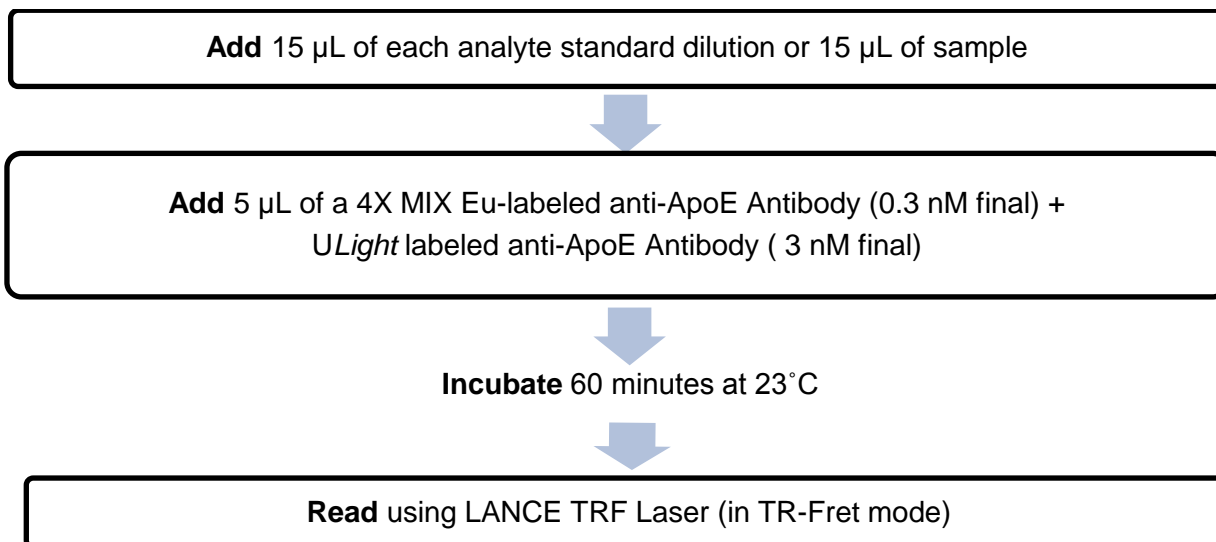 Add 15 µL of each analyte standard dilution or 15 µL of sample
Add 5 µL of a 4X MIX Eu-labeled anti-ApoE Antibody (0.3 nM final) +
ULight labeled anti-ApoE Antibody ( 3 nM final)
Incubate 60 minutes at 23˚C
Read using LANCE TRF Laser (in TR-Fret mode)